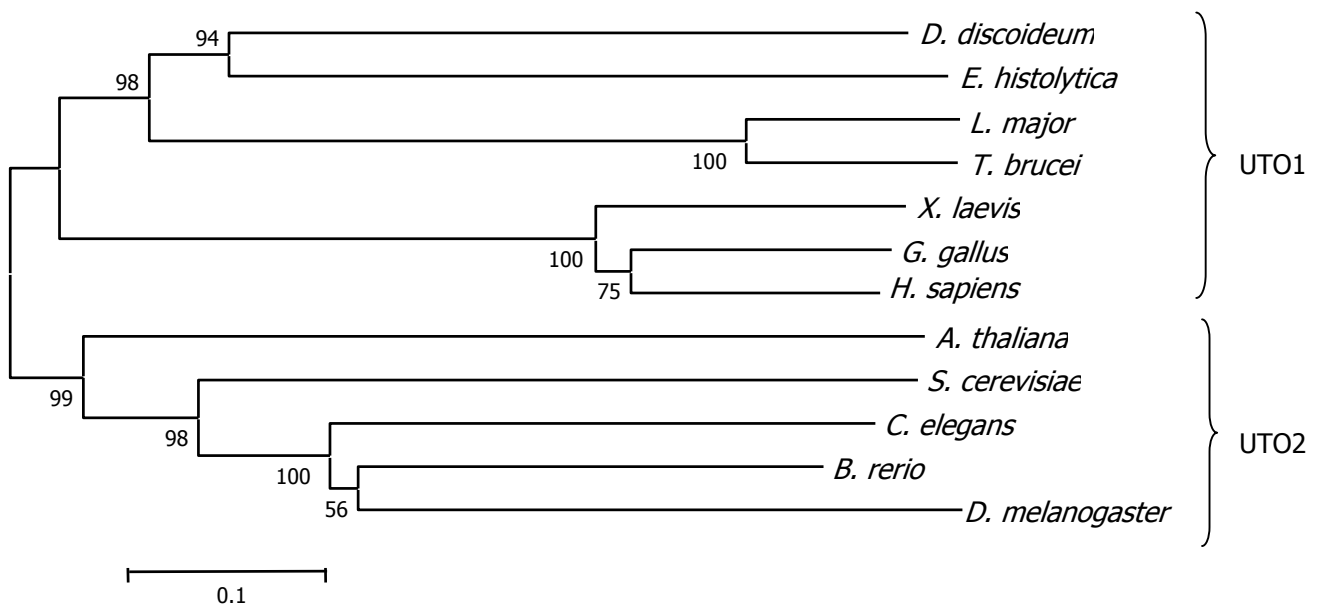 94
D. discoideum
98
E. histolytica
L. major
100
T. brucei
UTO1
X. laevis
100
G. gallus
75
H. sapiens
A. thaliana
99
S. cerevisiae
98
C. elegans
UTO2
100
B. rerio
56
D. melanogaster
0.1